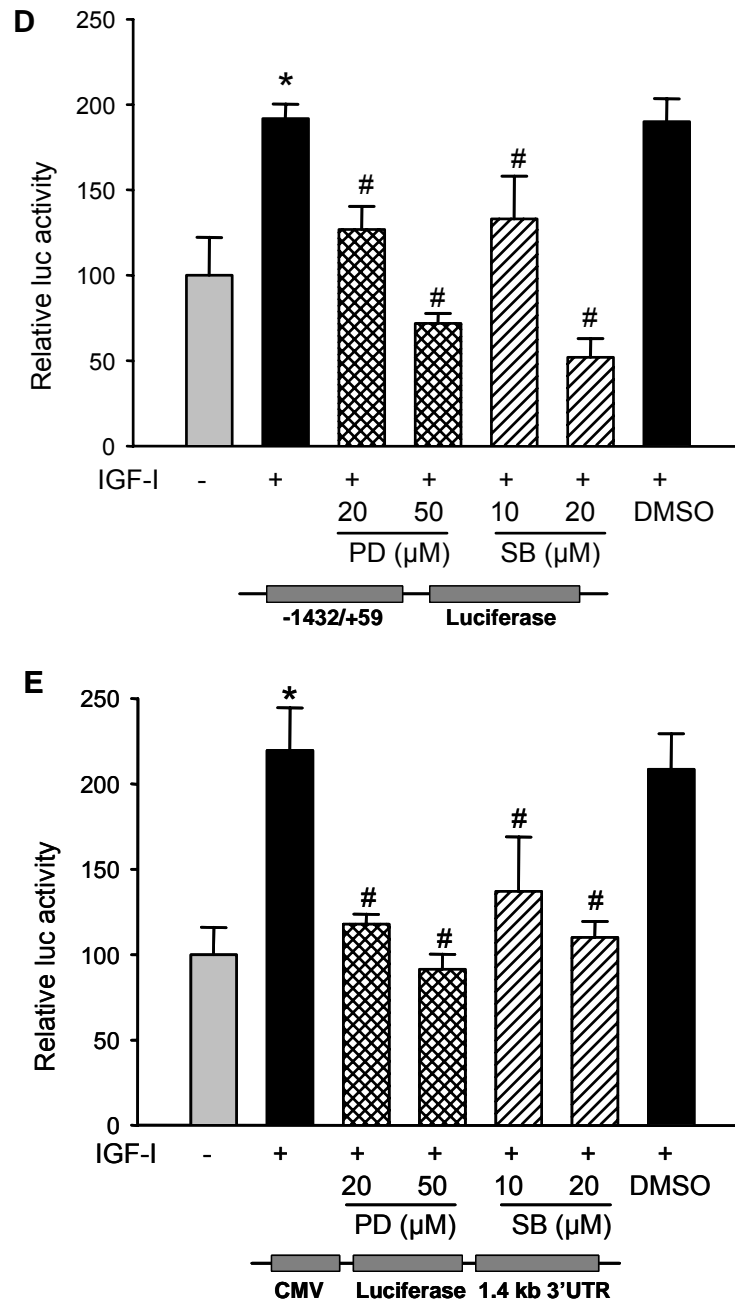 D
250
*
200
#
#
150
Relative luc activity
100
#
#
50
0
IGF-I - + + + + + +
20 50 10 20 DMSO
PD (µM) SB (µM)
-1432/+59 Luciferase
E
250
*
200
#
150
#
#
#
Relative luc activity
100
50
0
IGF-I - + + + + + +
20 50 10 20 DMSO
PD (µM) SB (µM)
CMV Luciferase 1.4 kb 3'UTR